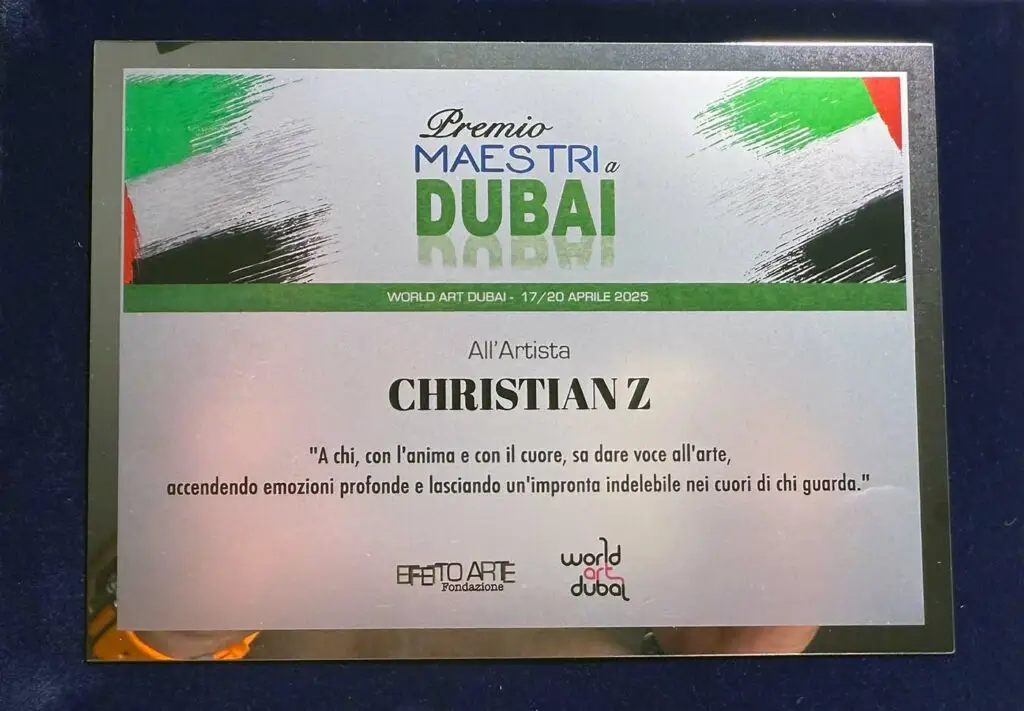 Premio
MAESTRI a
DUBAI
WORLD ART DUBAI - 17/20 APRILE 2025
All'Artista
CHRISTIAN Z
"A chi, con l'anima e con il cuore, sa dare voce all'arte,
accendendo emozioni profonde e lasciando un'impronta indelebile nei cuori di chi guarda."
EFFETTO ARTE
Fondazione
world
art
dubai